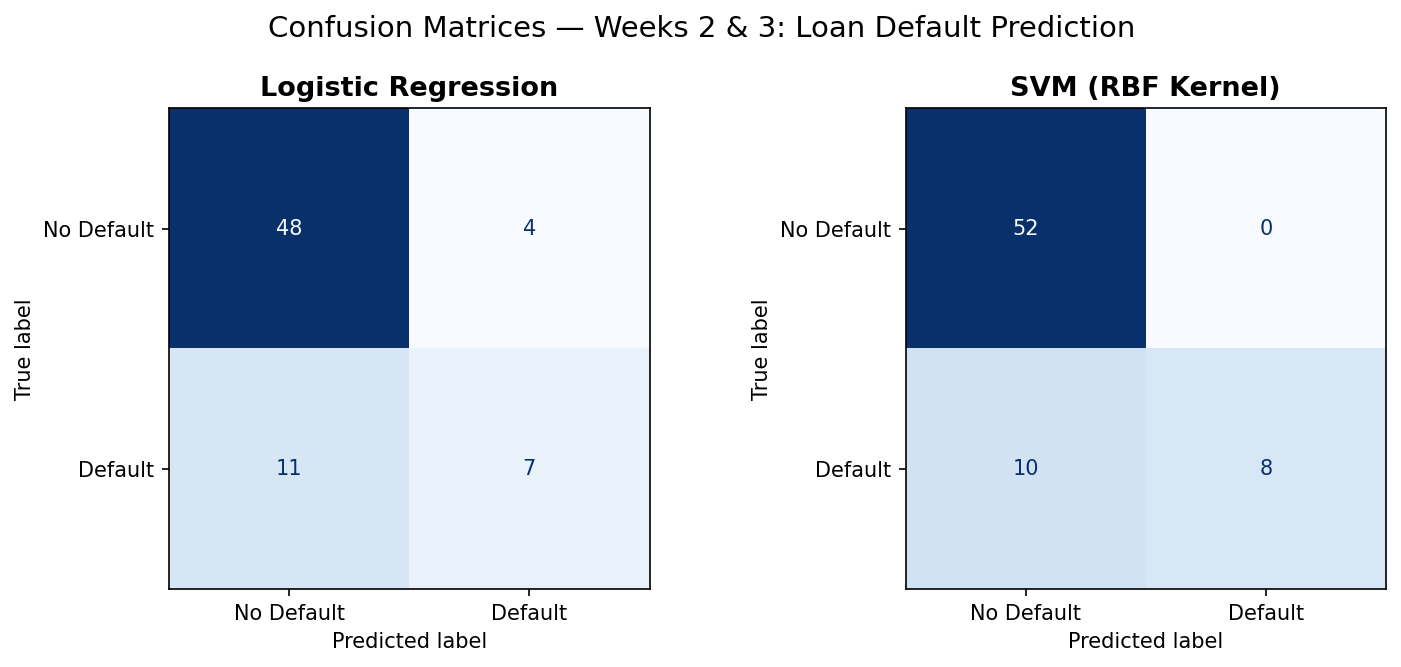 Confusion Matrices — Weeks 2 & 3: Loan Default Prediction
Logistic Regression
True label
No Default
48
4
Default
11
7
No Default
Default
Predicted label
SVM (RBF Kernel)
True label
No Default
52
0
Default
10
8
No Default
Default
Predicted label